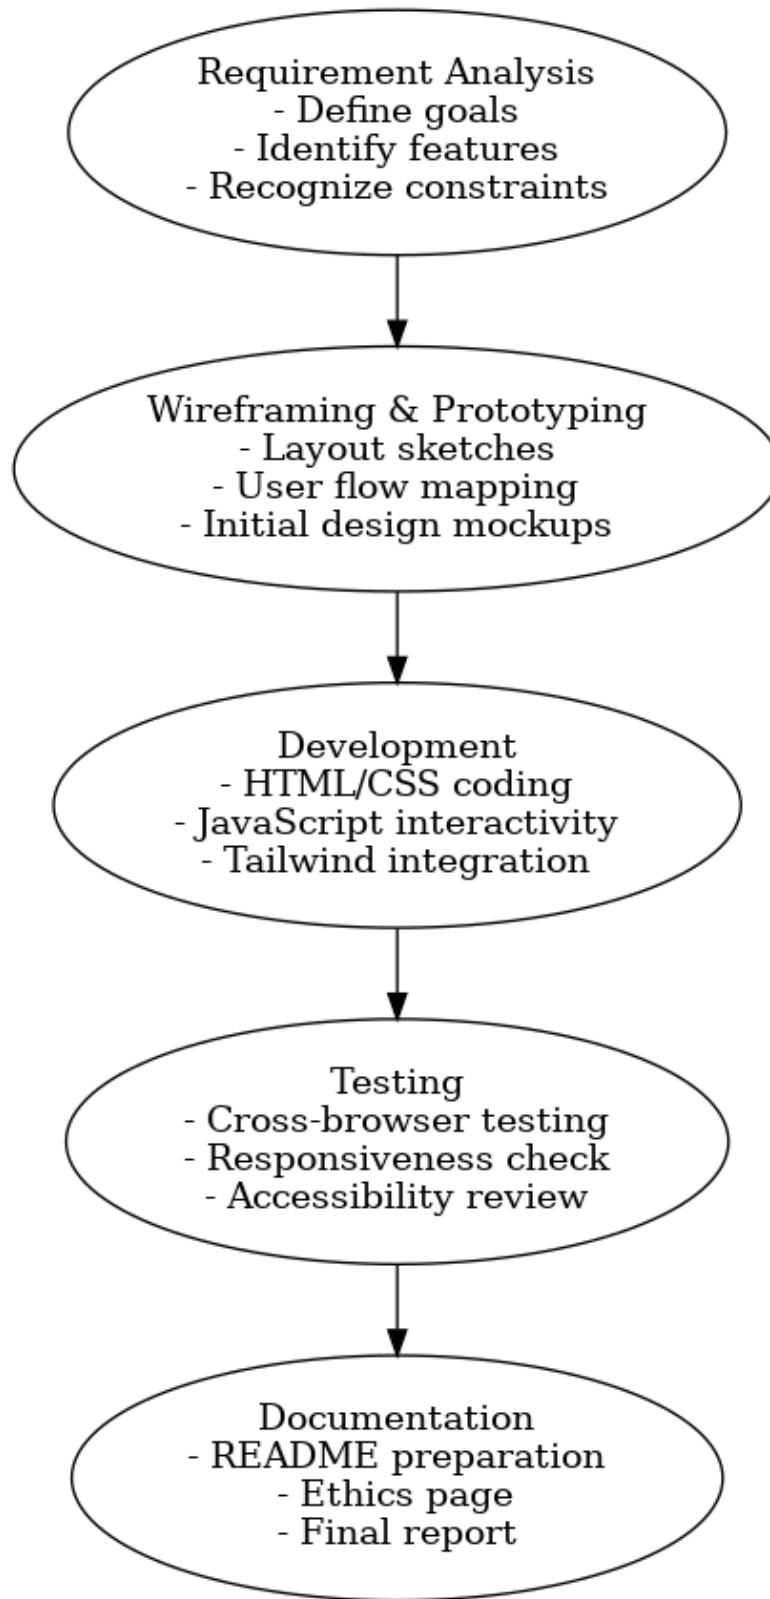 Requirement Analysis
- Define goals
- Identify features
- Recognize constraints
Wireframing & Prototyping
- Layout sketches
- User flow mapping
- Initial design mockups
Development
- HTML/CSS coding
- JavaScript interactivity
- Tailwind integration
Testing
- Cross-browser testing
- Responsiveness check
- Accessibility review
Documentation
- README preparation
- Ethics page
- Final report